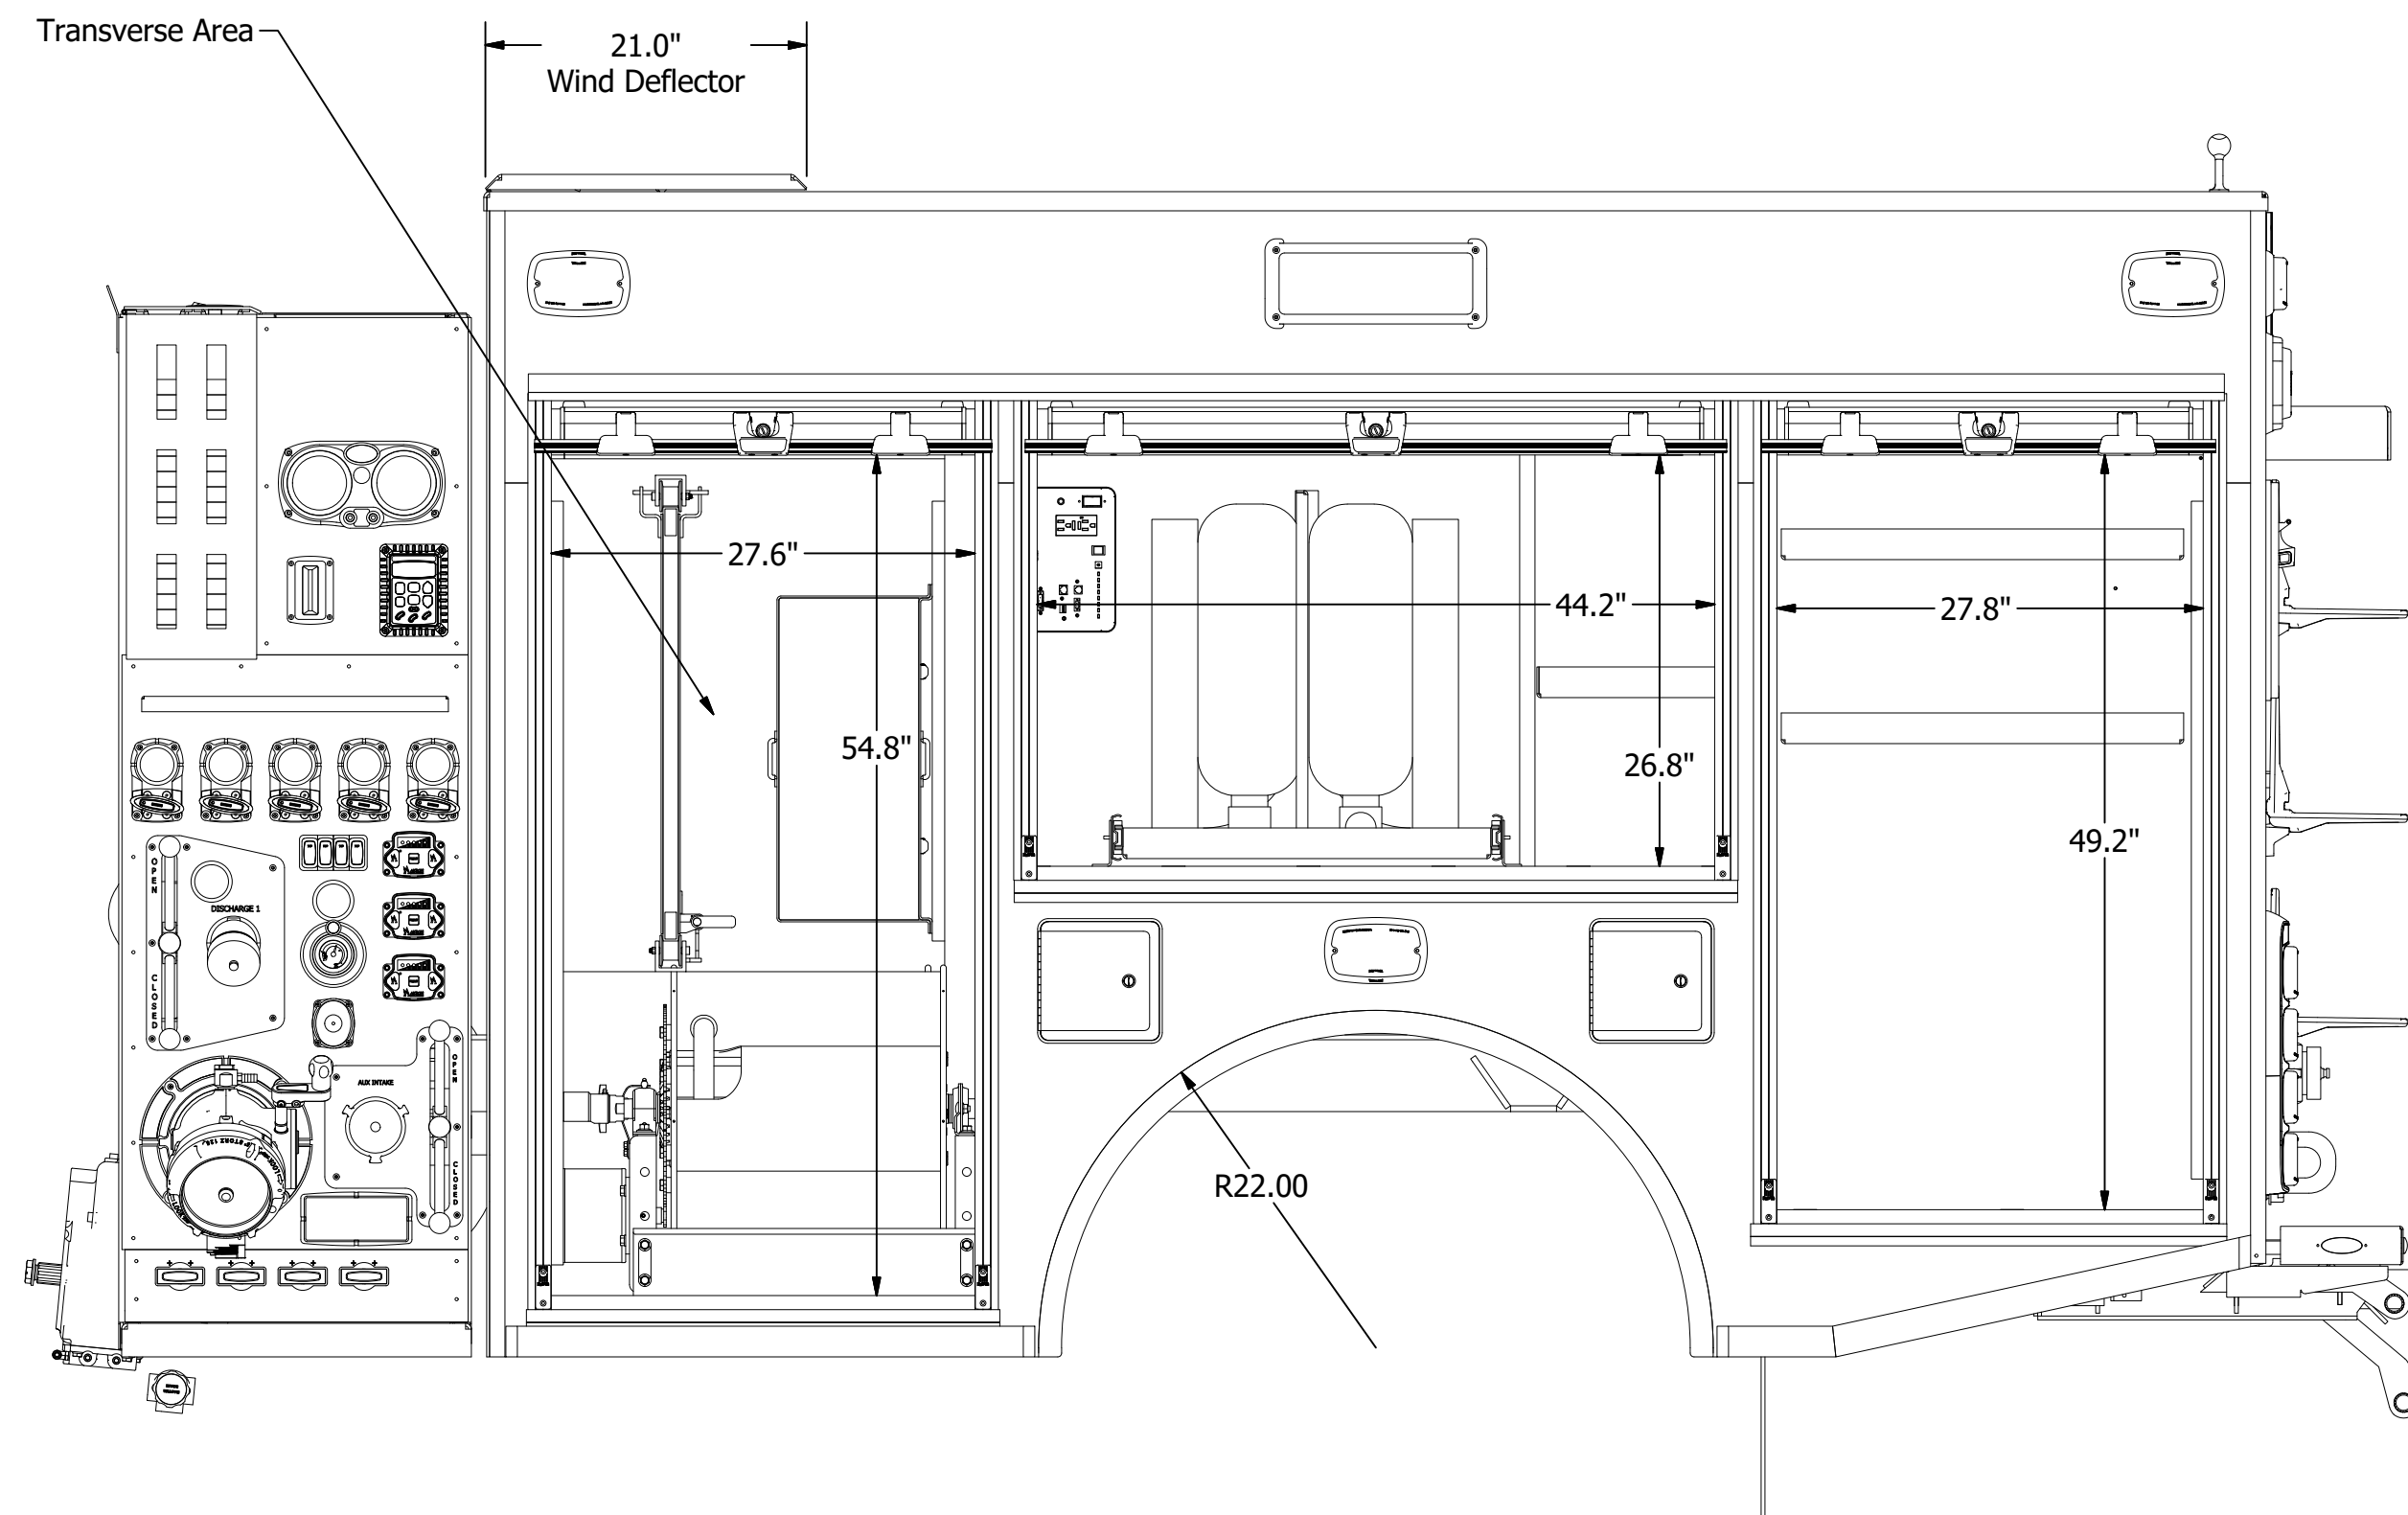 Transverse Area
21.0"
Wind Deflector
27.6"
44.2"
27.8"
54.8"
26.8"
49.2"
OPEN
DISCHARGE 1
CLOSED
OPEN
AUX INTAKE
CLOSED
R22.00